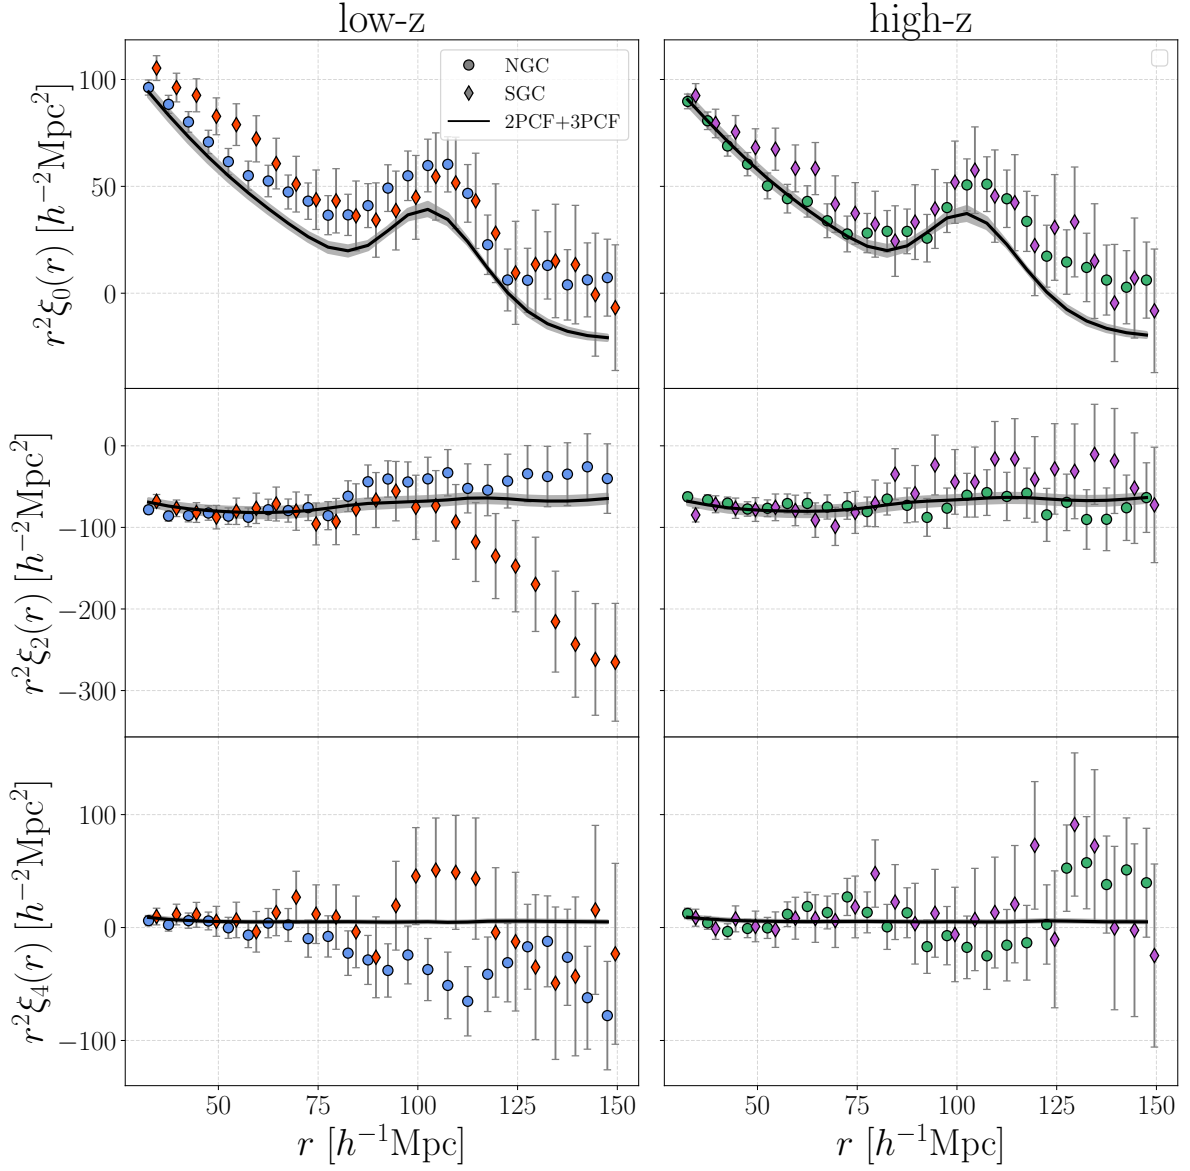 low-z high-z
NGC
SGC
2PCF+3PCF
r²ξ₀(r) [h⁻²Mpc²]
100
50
0
r²ξ₂(r) [h⁻²Mpc²]
0
−100
−200
−300
r²ξ₄(r) [h⁻²Mpc²]
100
0
−100
50 75 100 125 150 50 75 100 125 150
r [h⁻¹Mpc] r [h⁻¹Mpc]